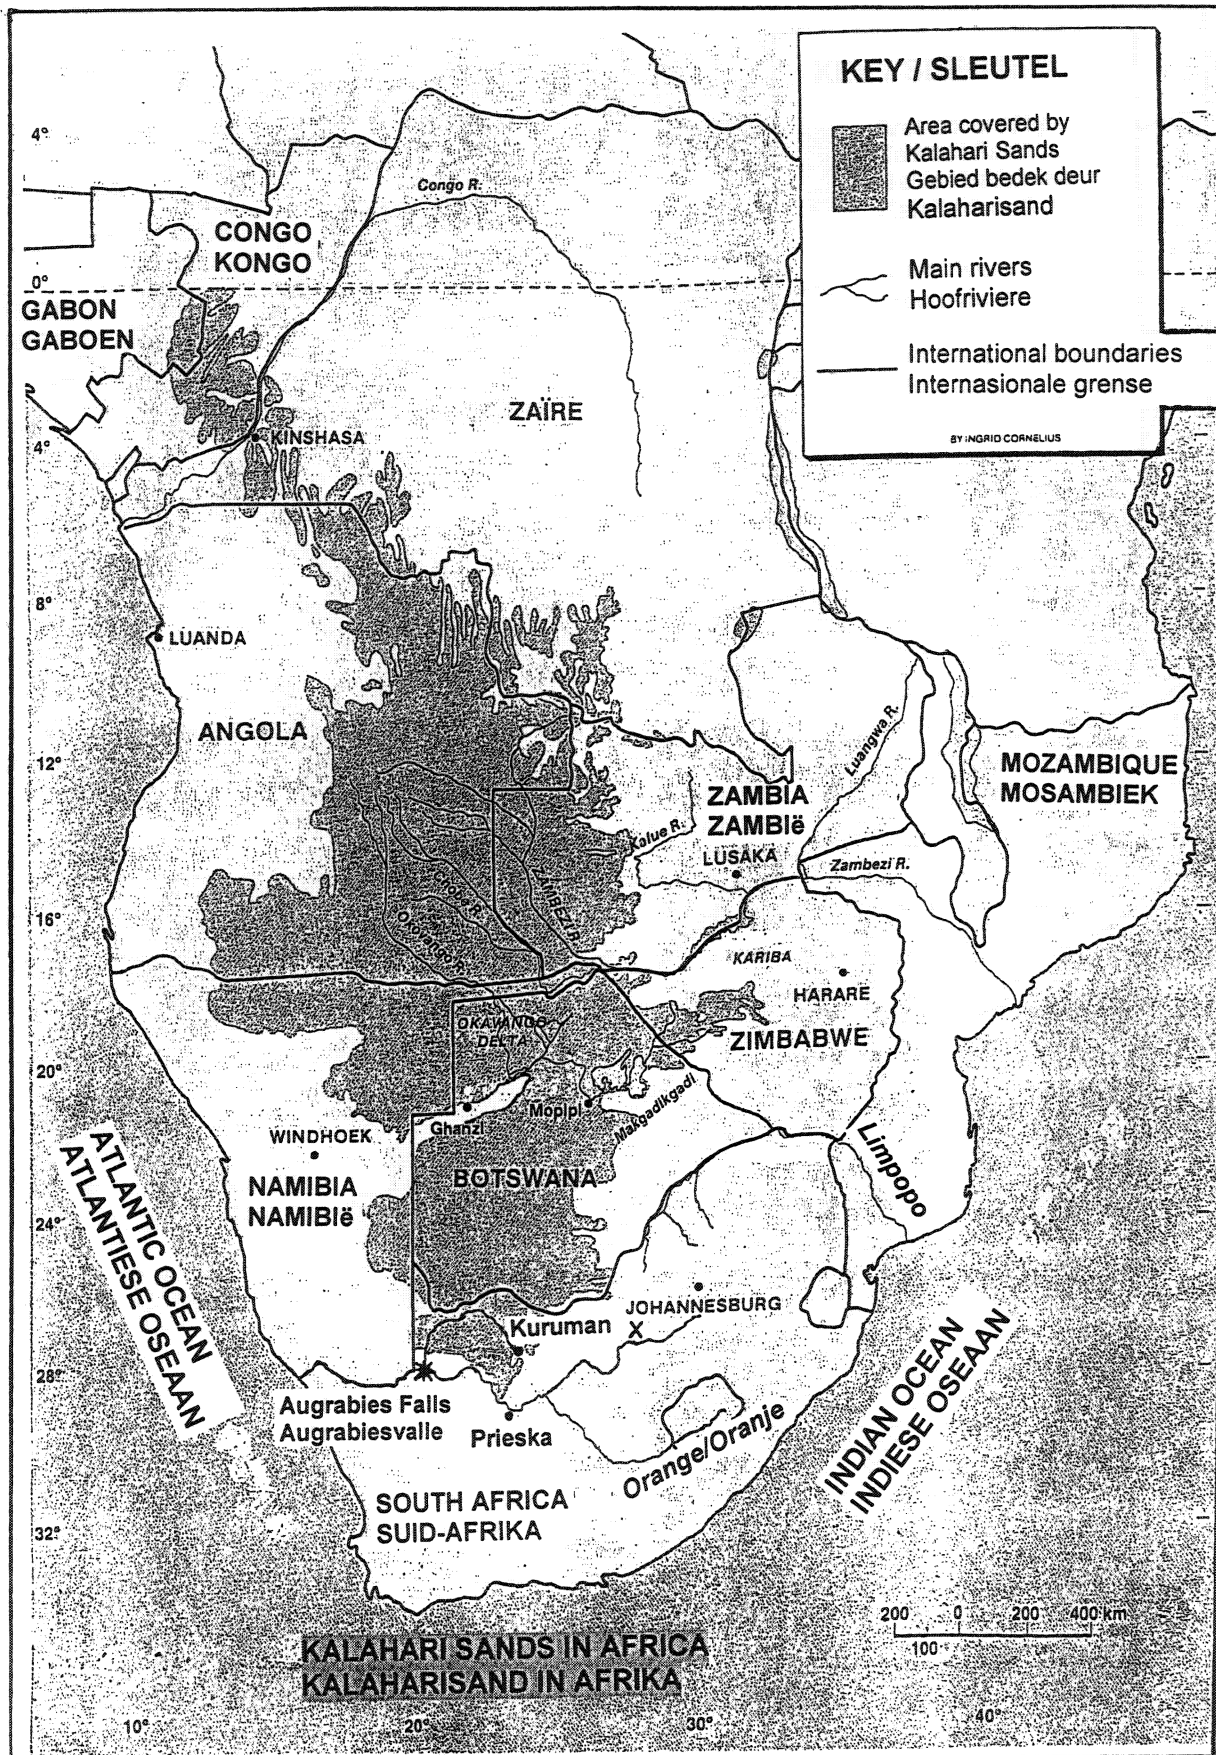 KEY / SLEUTEL
Area covered by
Kalahari Sands
Gebied bedek deur
Kalaharisand
Main rivers
Hoofriviere
International boundaries
Internasionale grense
BY INGRID CORNELIUS
4°
Congo R.
CONGO
KONGO
0°
GABON
GABOEN
ZAÏRE
4°
KINSHASA
8°
LUANDA
ANGOLA
Luangwa R.
12°
MOZAMBIQUE
MOSAMBIEK
ZAMBIA
ZAMBIë
Kalue R.
LUSAKA
Zambezi R.
ZAMBEZI R.
Okovango R.
16°
KARIBA
HARARE
OKAVANGO
DELTA
ZIMBABWE
20°
Mopipi
Ghanzi
Makgadikgadi
WINDHOEK
Limpopo
BOTSWANA
NAMIBIA
NAMIBIë
24°
ATLANTIC OCEAN
ATLANTIESE OSEAAN
JOHANNESBURG
Kuruman
X
28°
INDIAN OCEAN
INDIESE OSEAAN
Augrabies Falls
Augrabiesvalle
Prieska
Orange/Oranje
SOUTH AFRICA
SUID-AFRIKA
32°
200 0 200 400 km
100
KALAHARI SANDS IN AFRICA
KALAHARISAND IN AFRIKA
10° 20° 30° 40°